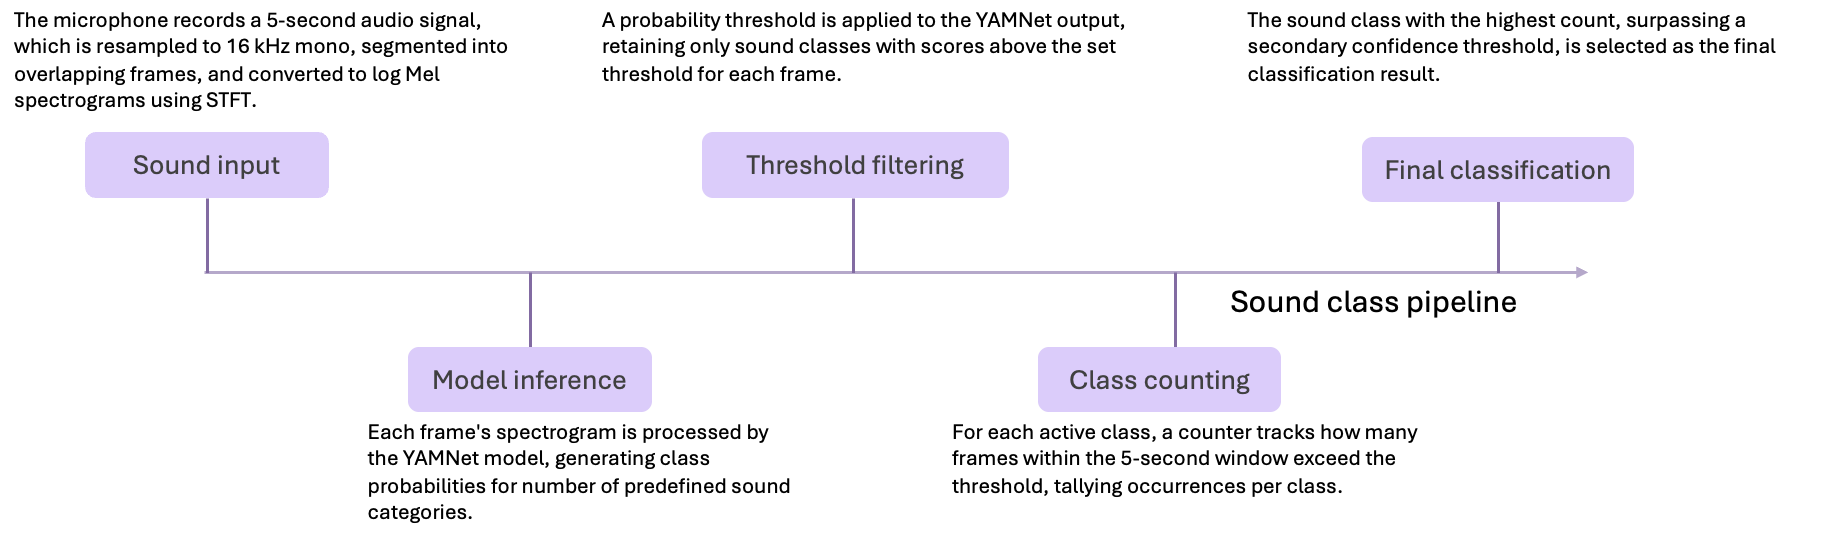 The microphone records a 5-second audio signal,
which is resampled to 16 kHz mono, segmented into
overlapping frames, and converted to log Mel
spectrograms using STFT.
Sound input
A probability threshold is applied to the YAMNet output,
retaining only sound classes with scores above the set
threshold for each frame.
Threshold filtering
The sound class with the highest count, surpassing a
secondary confidence threshold, is selected as the final
classification result.
Final classification
Sound class pipeline
Model inference
Each frame's spectrogram is processed by
the YAMNet model, generating class
probabilities for number of predefined sound
categories.
Class counting
For each active class, a counter tracks how many
frames within the 5-second window exceed the
threshold, tallying occurrences per class.